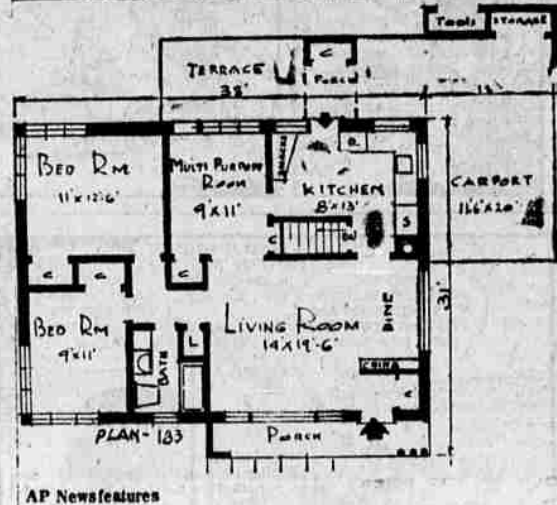 TOOLS STORAGE
TERRACE
C
PORCH
38'
BED RM
11'x12'-6"
MULTI PURPOSE
ROOM
9'x11'
R.
KITCHEN
8'x13'
S
CARPORT
11'6"x20'
C
C
C
C
31'
BED RM
9'x11'
BATH
L
LIVING ROOM
14'x19'-6"
DINE
CHINA
C
PLAN-183
PORCH
AP Newsfeatures